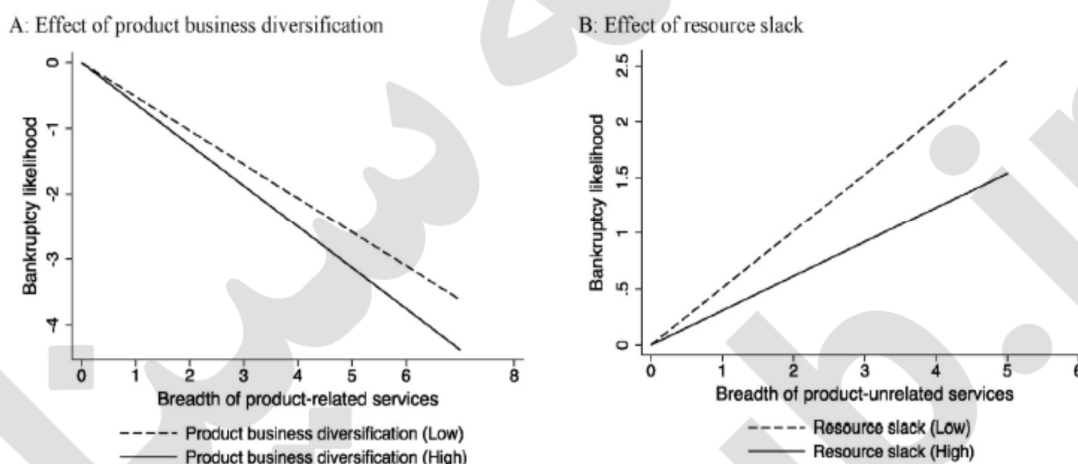 A: Effect of product business diversification
0
-1
-2
-3
-4
Bankruptcy likelihood
0 1 2 3 4 5 6 8
Breadth of product-related services
Product business diversification (Low)
Product business diversification (High)
B: Effect of resource slack
2.5
2
1.5
1
.5
0
Bankruptcy likelihood
0 1 2 3 4 5 6
Breadth of product-unrelated services
Resource slack (Low)
Resource slack (High)